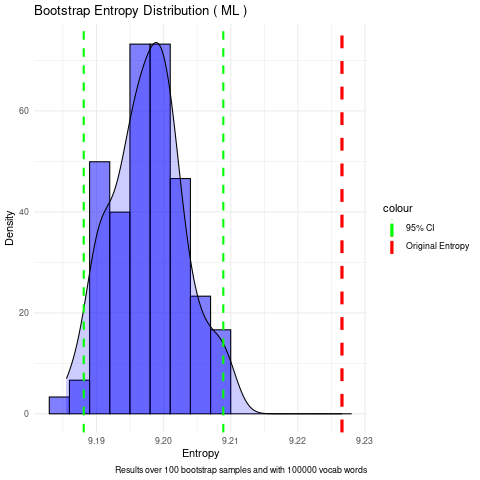 Bootstrap Entropy Distribution ( ML )
Density
60
40
20
0
9.19
9.20
9.21
9.22
9.23
Entropy
colour
95% CI
Original Entropy
Results over 100 bootstrap samples and with 100000 vocab words